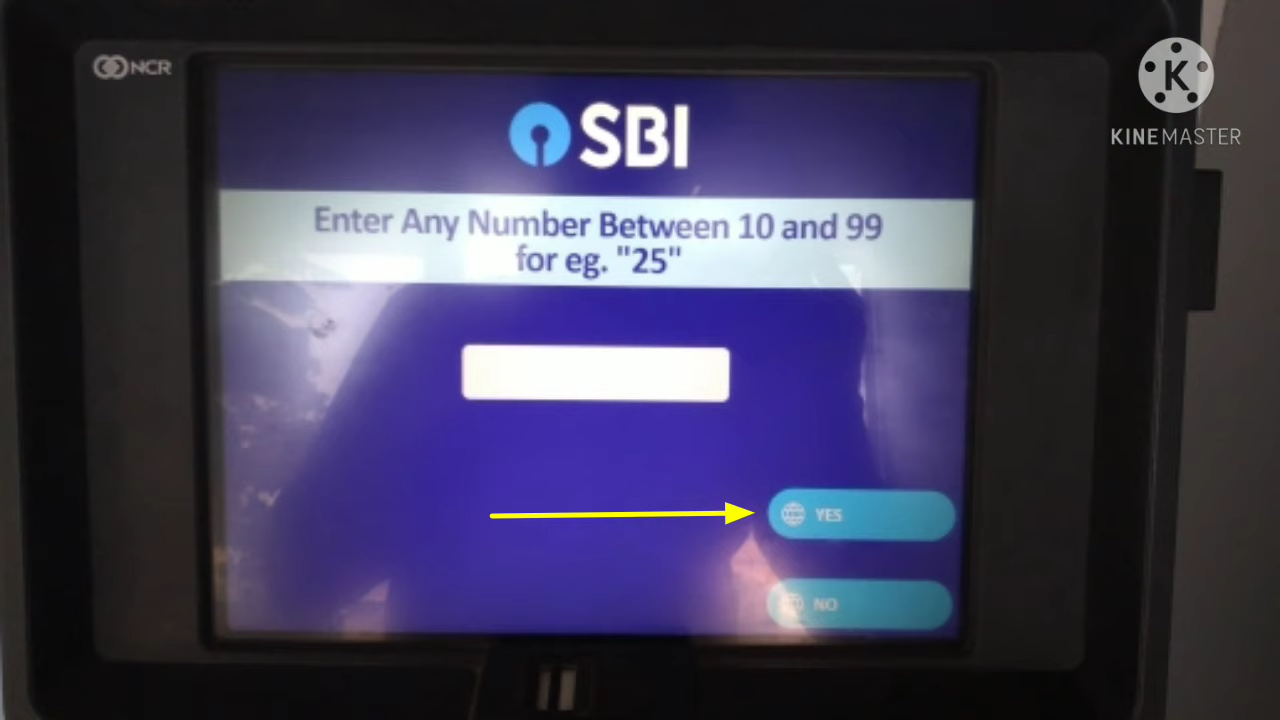 NCR
SBI
Enter Any Number Between 10 and 99
for eg. "25"
YES
NO
K
KINEMASTER